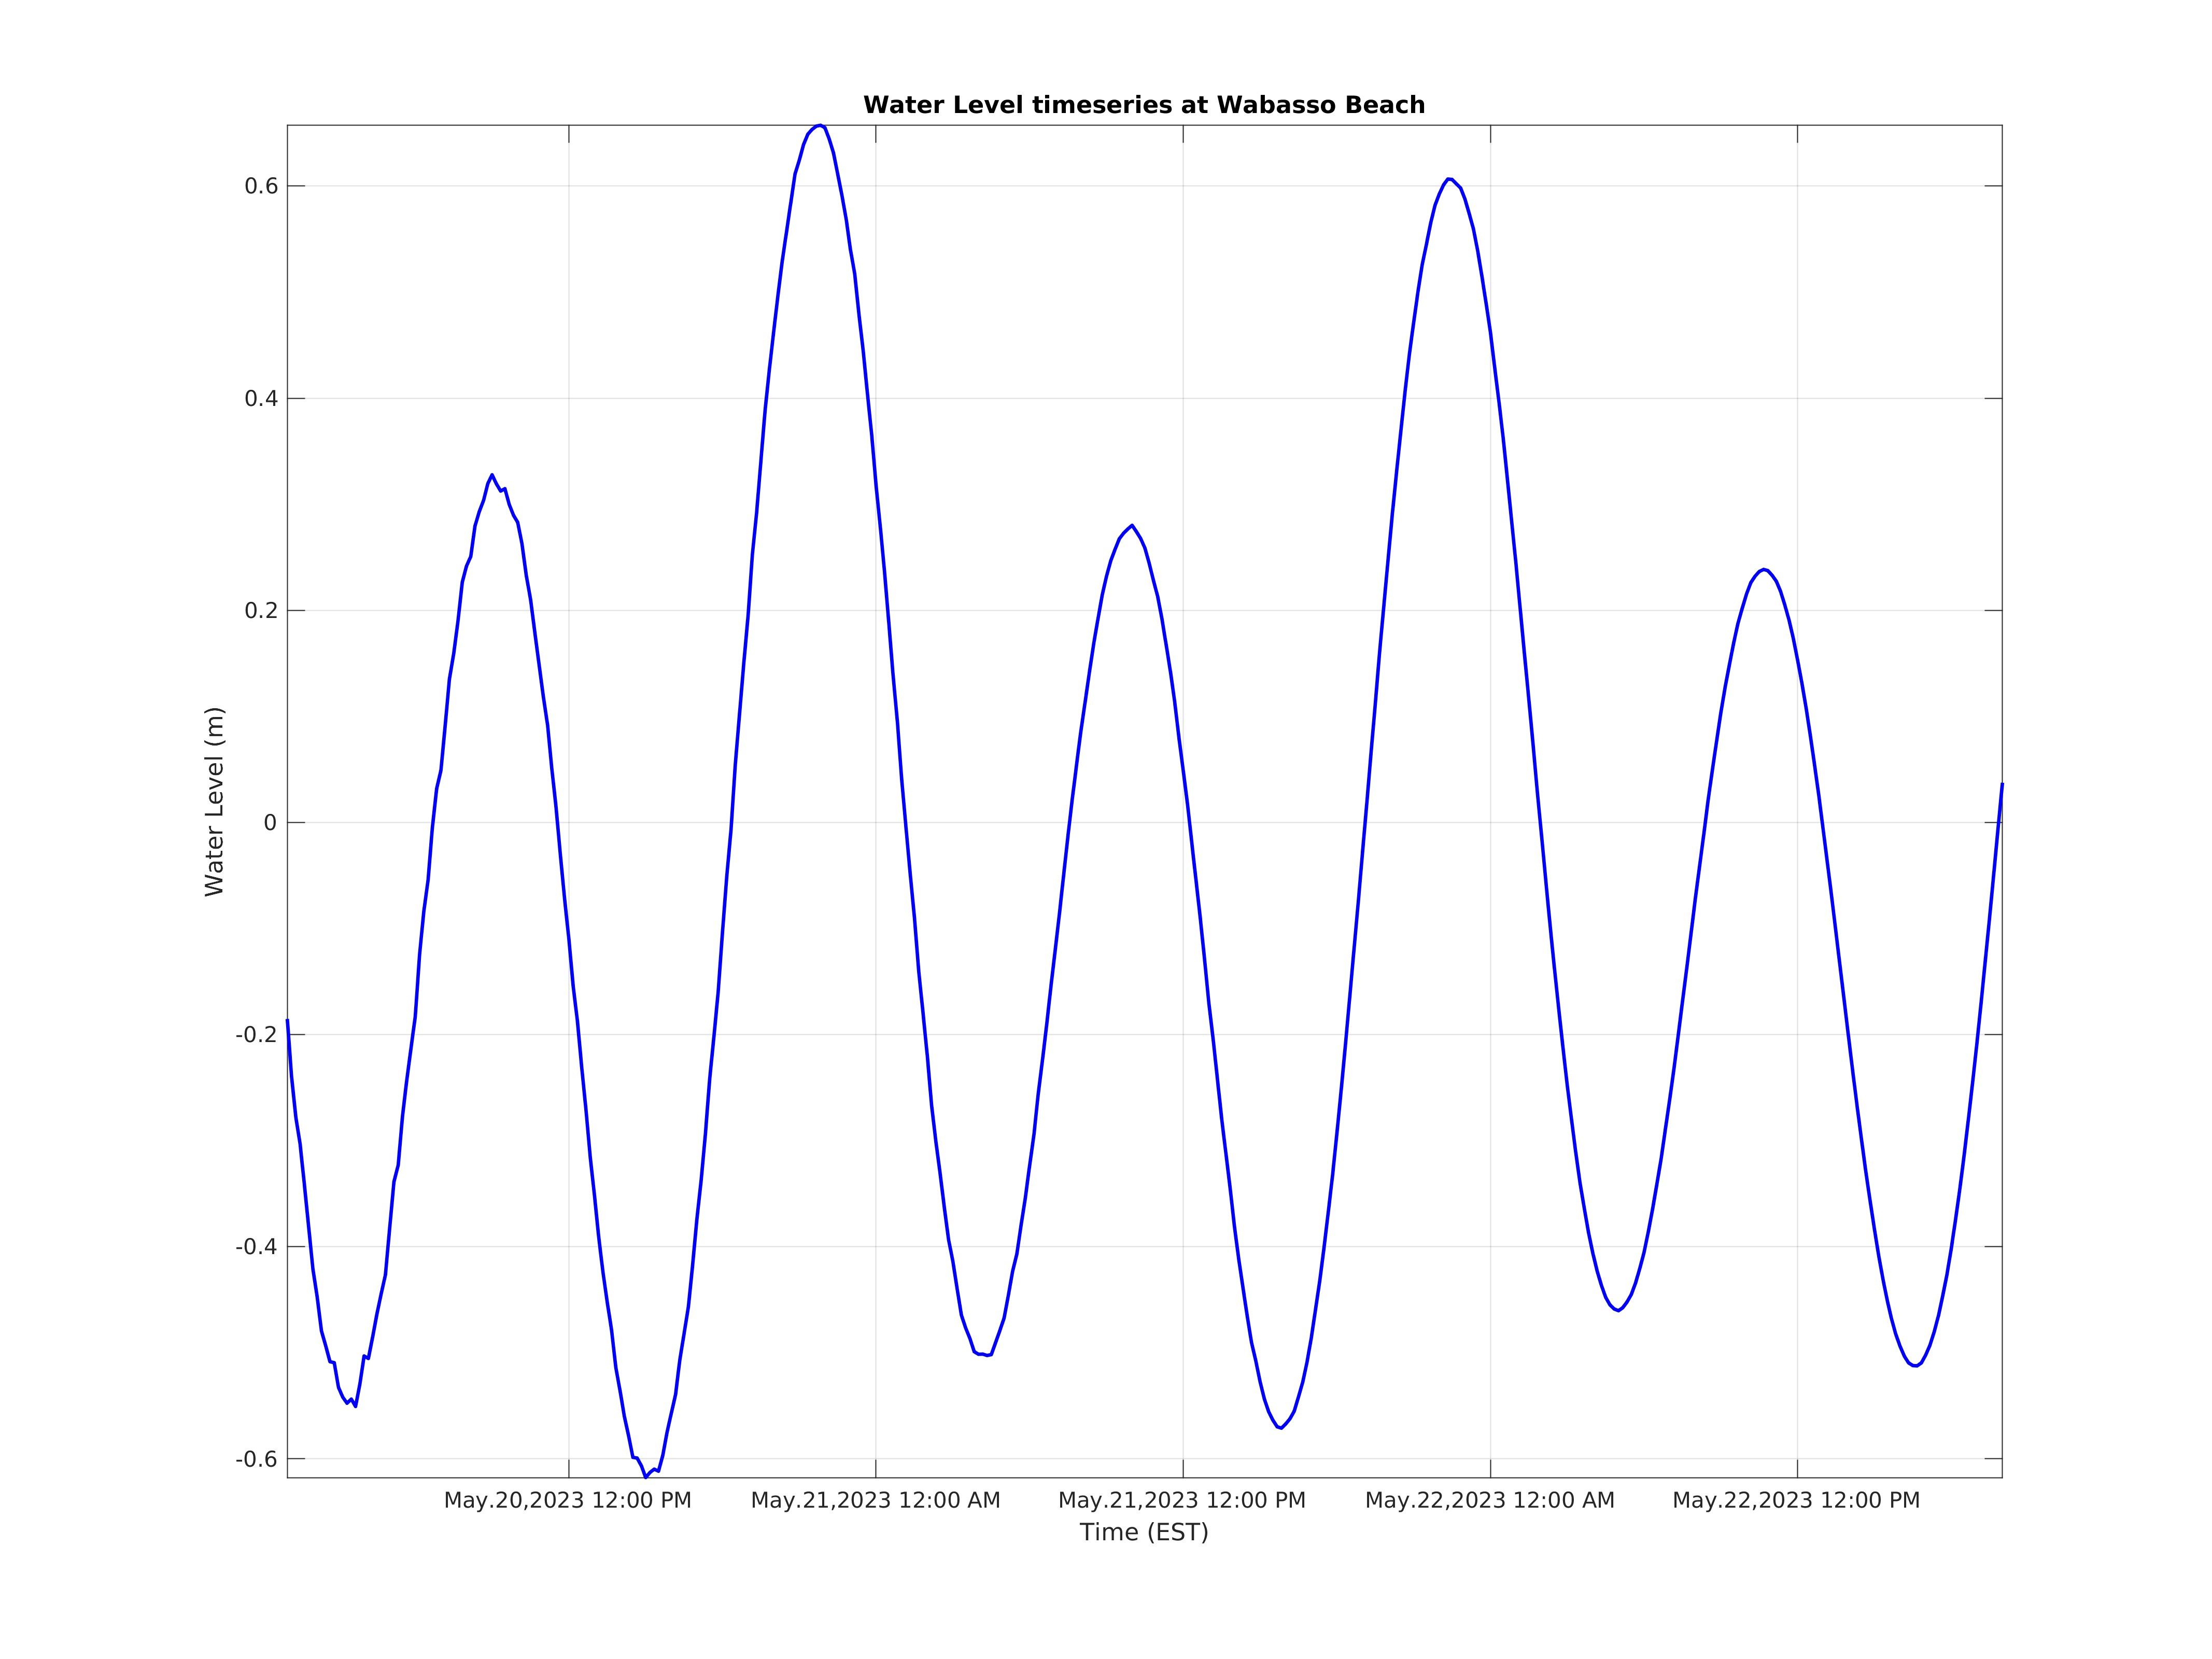 Water Level timeseries at Wabasso Beach
Water Level (m)
0.6
0.4
0.2
0
-0.2
-0.4
-0.6
May.20,2023 12:00 PM
May.21,2023 12:00 AM
May.21,2023 12:00 PM
May.22,2023 12:00 AM
May.22,2023 12:00 PM
Time (EST)